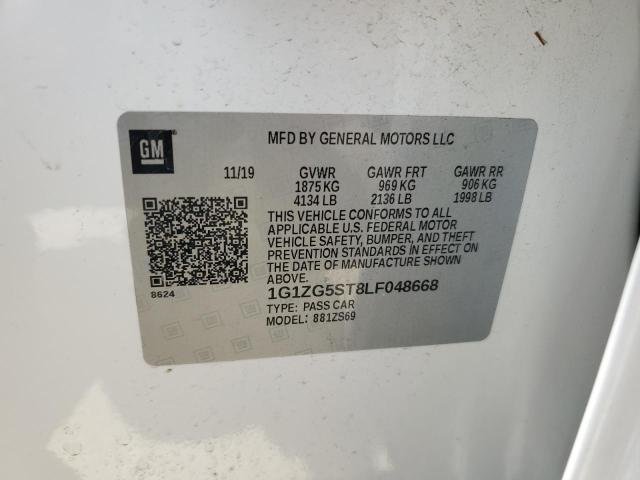 GM
MFD BY GENERAL MOTORS LLC
11/19 GVWR GAWR FRT GAWR RR
1875 KG 969 KG 906 KG
4134 LB 2136 LB 1998 LB
THIS VEHICLE CONFORMS TO ALL
APPLICABLE U.S. FEDERAL MOTOR
VEHICLE SAFETY, BUMPER, AND THEFT
PREVENTION STANDARDS IN EFFECT ON
THE DATE OF MANUFACTURE SHOWN
ABOVE.
8624
1G1ZG5ST8LF048668
TYPE: PASS CAR
MODEL: 881ZS69